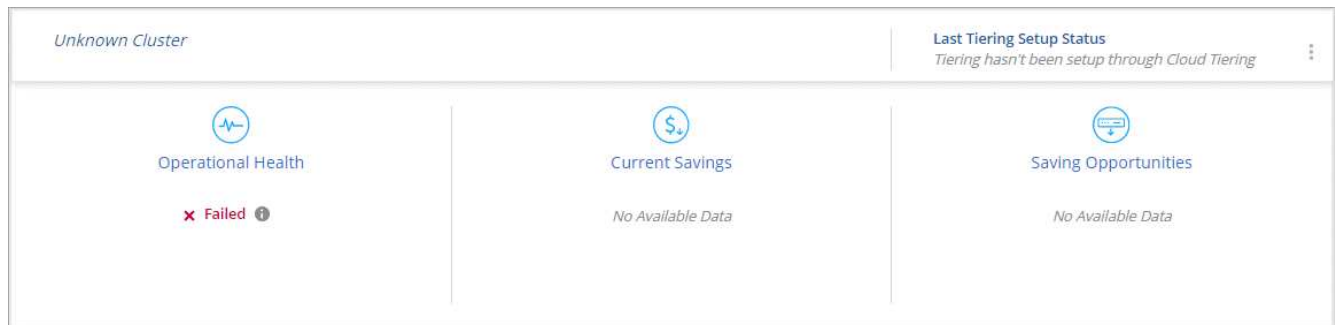 Unknown Cluster
Last Tiering Setup Status
Tiering hasn't been setup through Cloud Tiering
Operational Health
Current Savings
Saving Opportunities
Failed
No Available Data
No Available Data